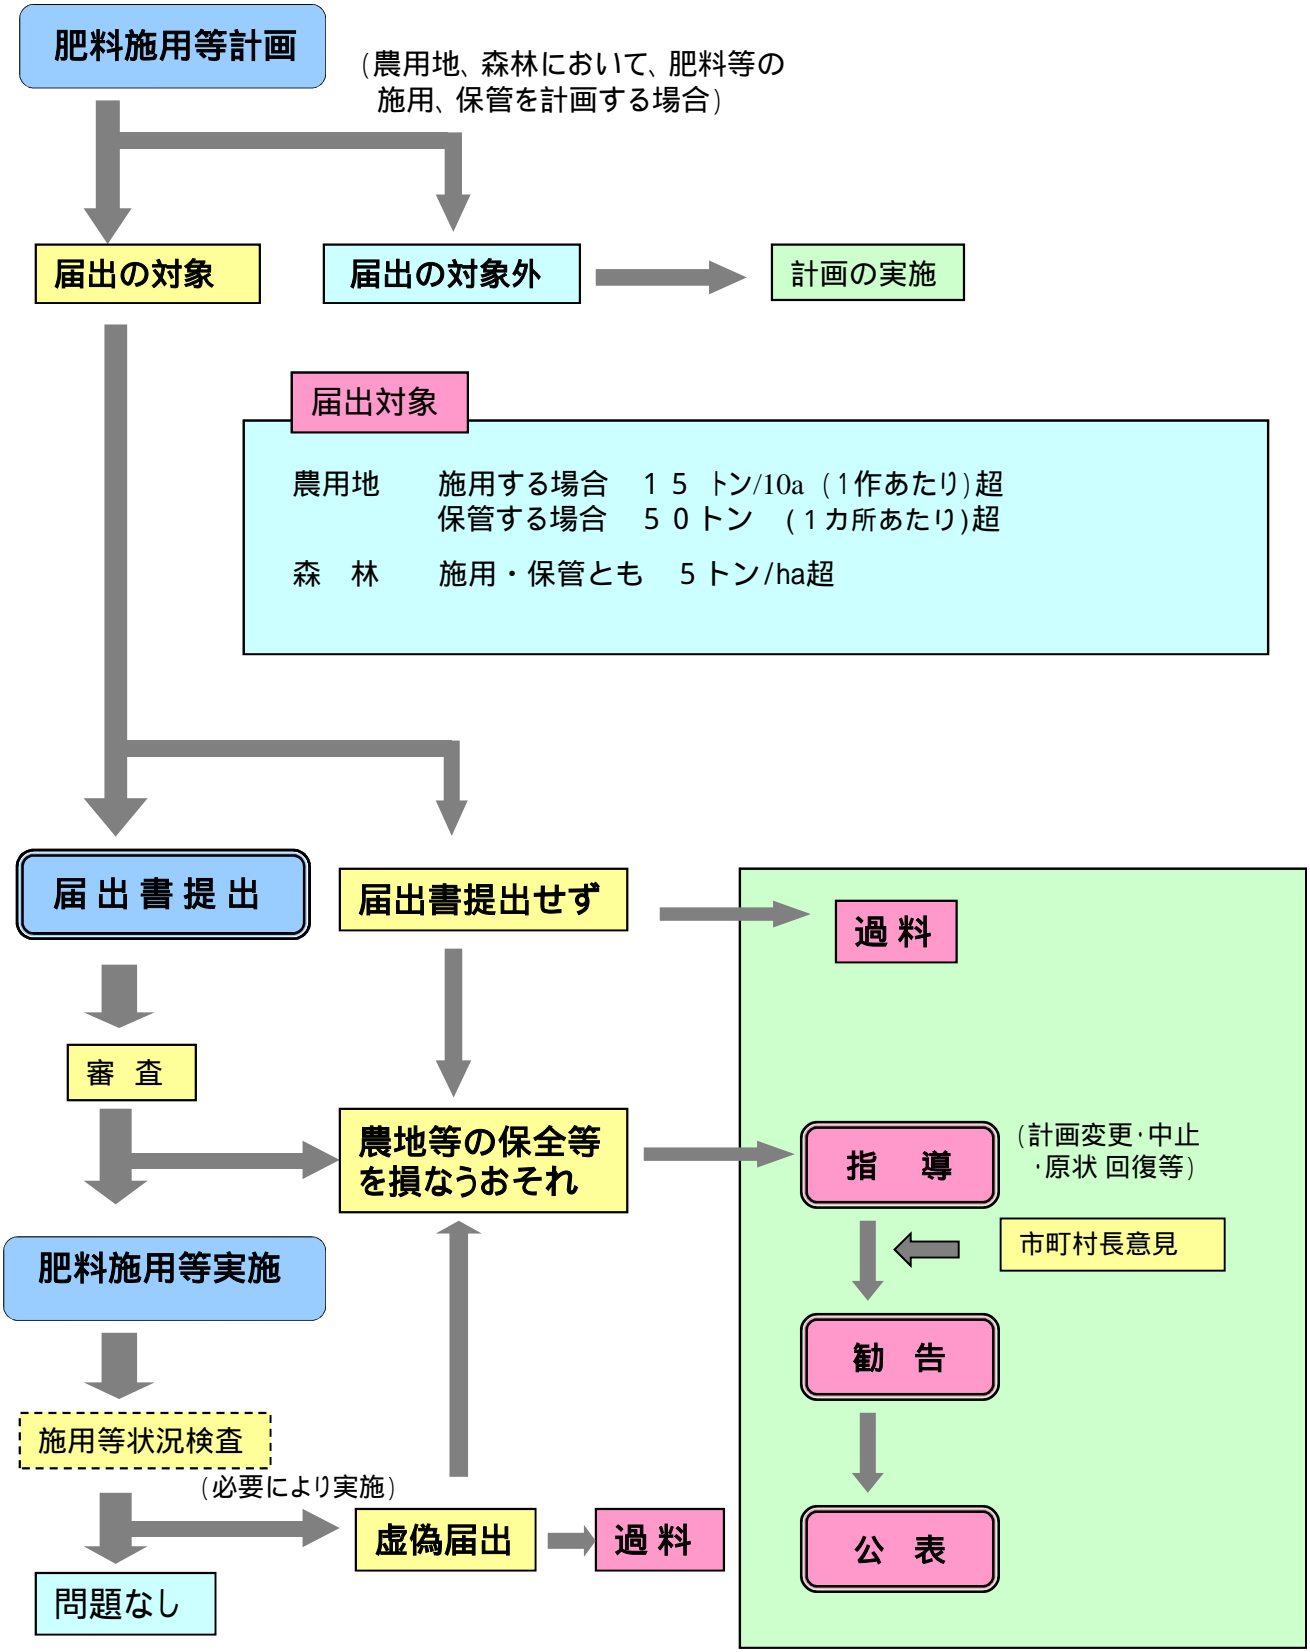 肥料施用等計画
(農用地、森林において、肥料等の
施用、保管を計画する場合)
届出の対象
届出の対象外
計画の実施
届出対象
農用地　施用する場合　１５ トン/10a (1作あたり)超
保管する場合　５０トン　(1カ所あたり)超
森　林　施用・保管とも　５トン/ha超
届出書提出
届出書提出せず
過料
審　査
農地等の保全等
を損なうおそれ
指　導
(計画変更・中止
・原状回復等)
市町村長意見
肥料施用等実施
勧　告
施用等状況検査
(必要により実施)
虚偽届出
過料
公　表
問題なし